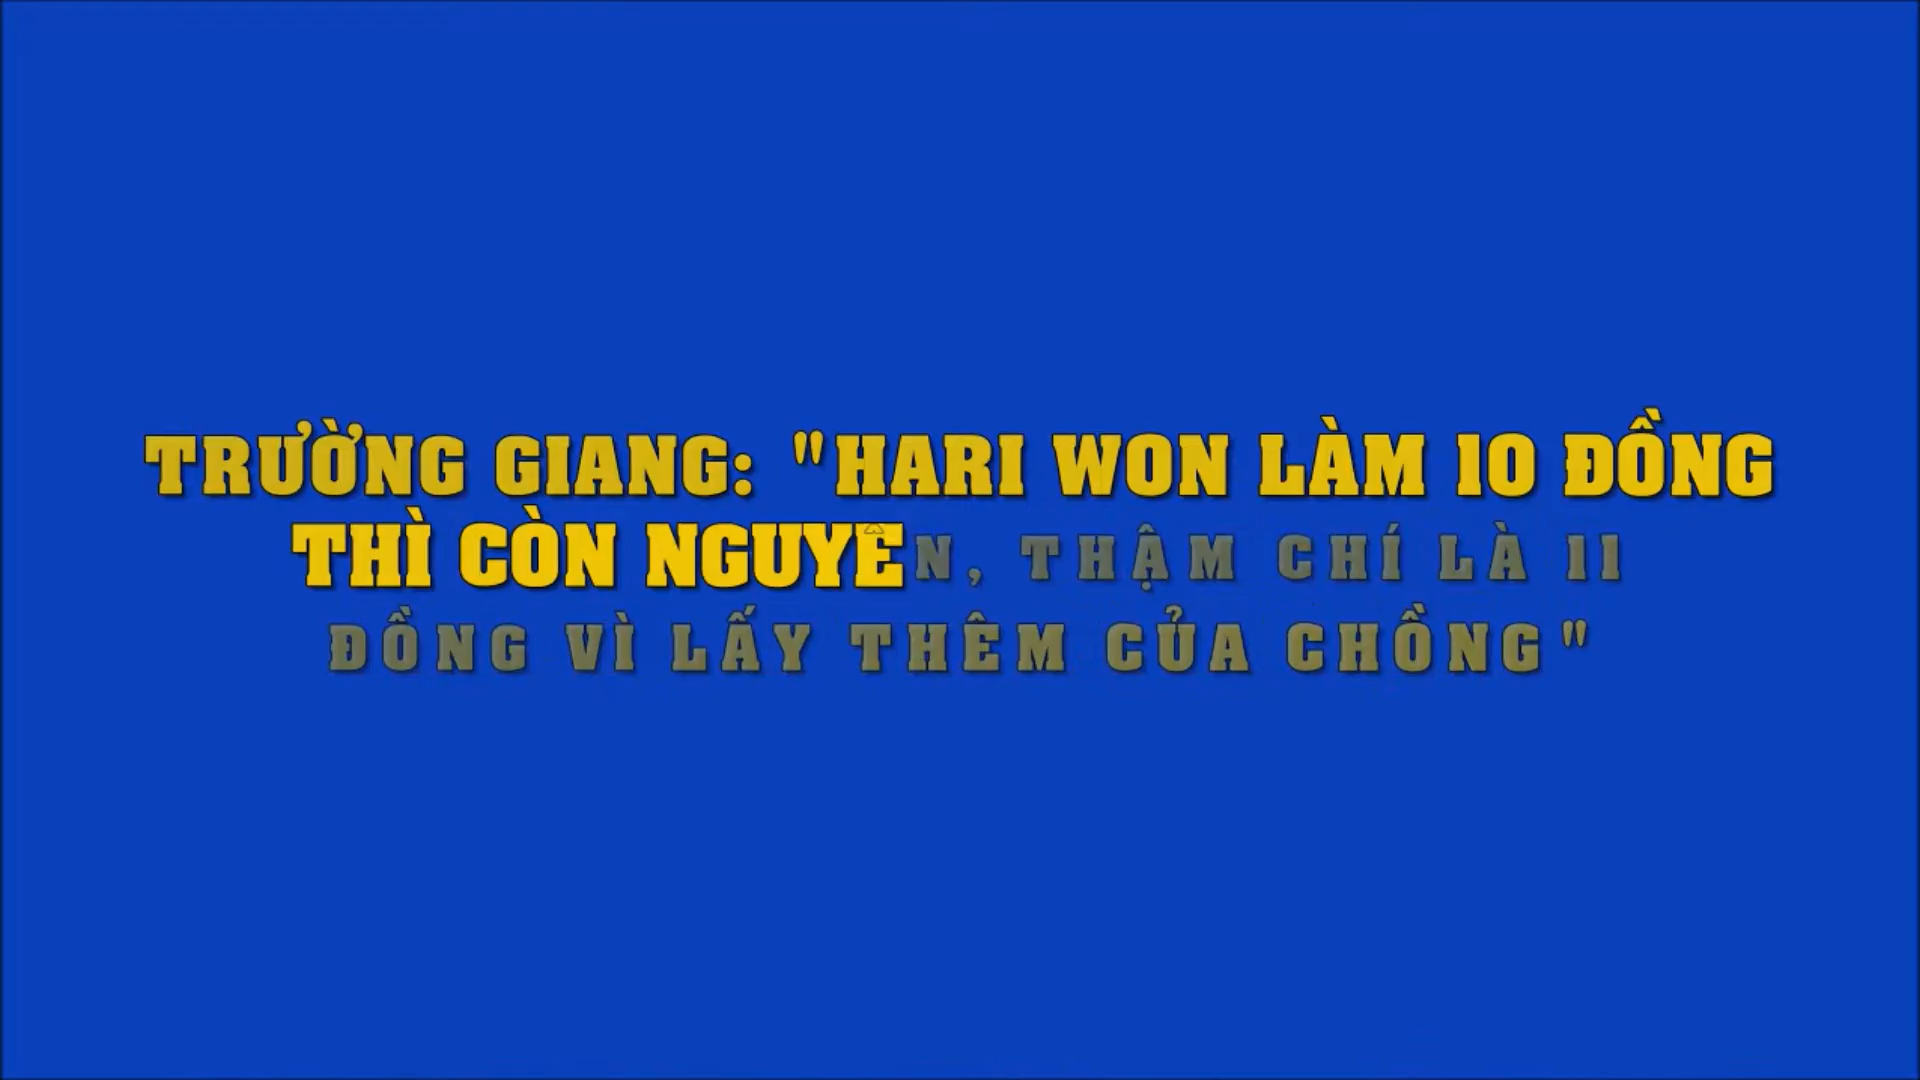 TRƯỜNG GIANG: "HARI WON LÀM 10 ĐỒNG
THÌ CÒN NGUYÊN, THẬM CHÍ LÀ 11
ĐỒNG VÌ LẤY THÊM CỦA CHỒNG"